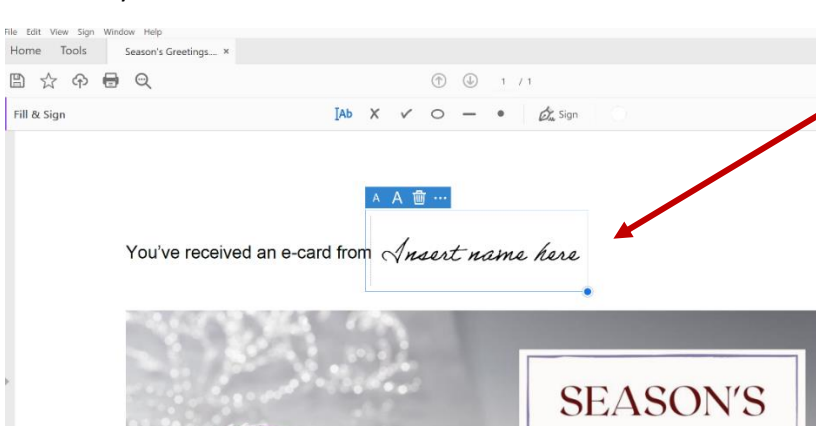 File Edit View Sign Window Help
Home Tools Season's Greetings.... ×
1 / 1
Fill & Sign Ab Sign
A A
You've received an e-card from Insert name here
SEASON'S